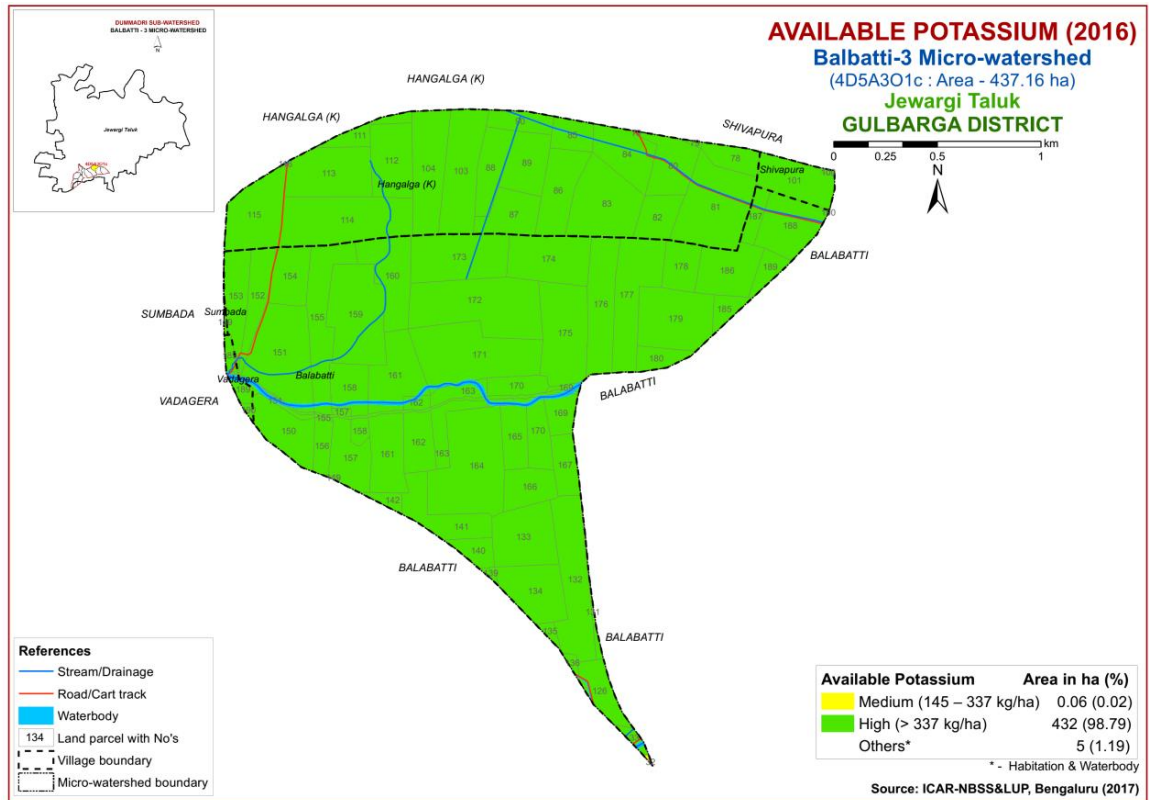 DUMMADRI SUB-WATERSHED
BALBATTI - 3 MICRO-WATERSHED
N
Jewargi Taluk
AVAILABLE POTASSIUM (2016)
Balbatti-3 Micro-watershed
(4D5A3O1c : Area - 437.16 ha)
Jewargi Taluk
GULBARGA DISTRICT
0 0.25 0.5 1 km
N
HANGALGA (K)
HANGALGA (K)
SHIVAPURA
111
112
113
104
103
88
89
84
78
Shivapura
101
Hangalga (K)
86
83
82
81
87
115
114
188
BALABATTI
173
174
178
186
189
154
160
153
152
172
176
177
185
179
SUMBADA
Sumbada
155
159
175
151
171
180
Vadagera
Balabatti
158
161
170
169
BALABATTI
VADAGERA
163
162
157
155
150
158
156
157
161
162
163
165
170
169
164
167
166
142
141
133
140
BALABATTI
132
134
135
131
BALABATTI
126
References
Stream/Drainage
Road/Cart track
Waterbody
134 Land parcel with No's
Village boundary
Micro-watershed boundary
Available Potassium Area in ha (%)
Medium (145 – 337 kg/ha) 0.06 (0.02)
High (> 337 kg/ha) 432 (98.79)
Others* 5 (1.19)
* - Habitation & Waterbody
Source: ICAR-NBSS&LUP, Bengaluru (2017)